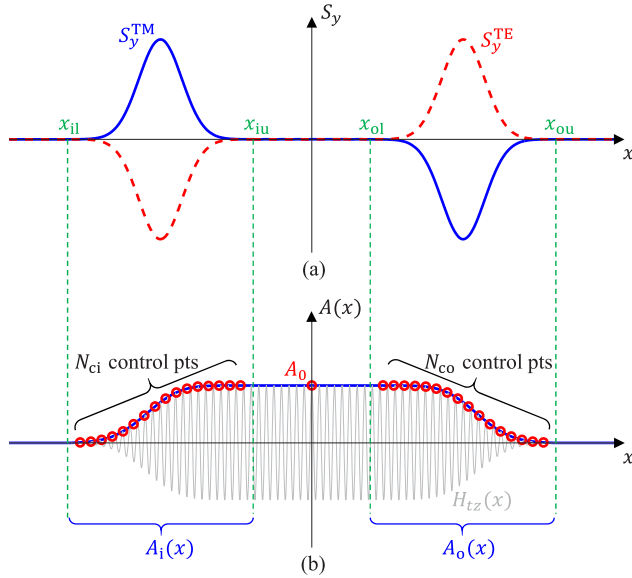 S_y
S_y^TM
S_y^TE
x_il
x_iu
x_ol
x_ou
x
(a)
A(x)
N_ci control pts
A_0
N_co control pts
x
H_tz(x)
A_i(x)
(b)
A_o(x)